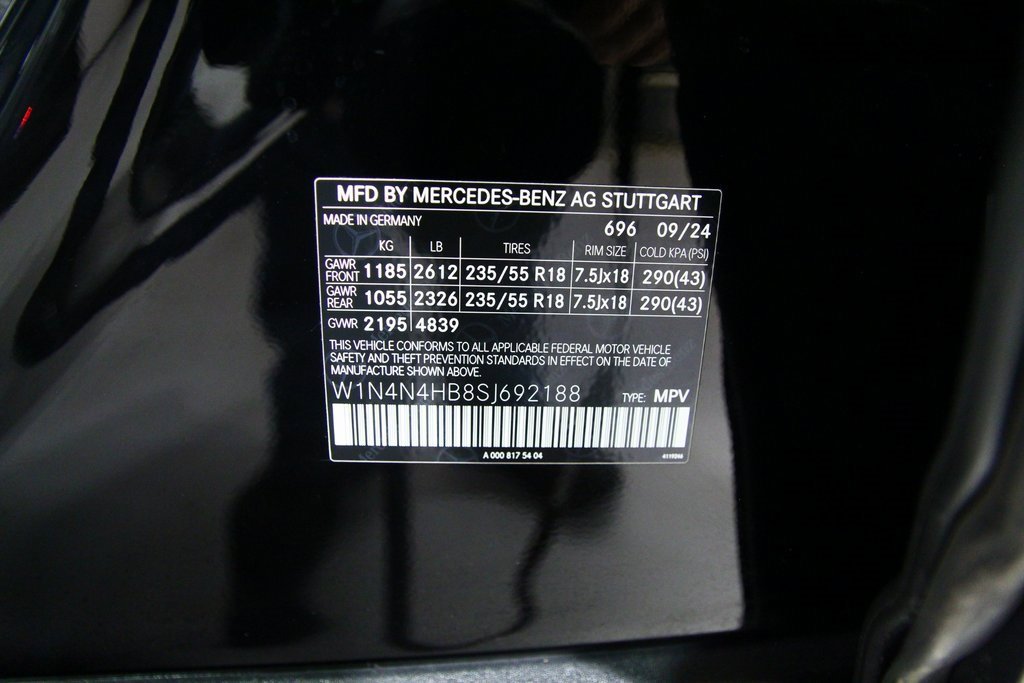 MFD BY MERCEDES-BENZ AG STUTTGART
MADE IN GERMANY 696 09/24
KG LB TIRES RIM SIZE COLD KPA (PSI)
GAWR FRONT 1185 2612 235/55 R18 7.5Jx18 290(43)
GAWR REAR 1055 2326 235/55 R18 7.5Jx18 290(43)
GVWR 2195 4839
THIS VEHICLE CONFORMS TO ALL APPLICABLE FEDERAL MOTOR VEHICLE
SAFETY AND THEFT PREVENTION STANDARDS IN EFFECT ON THE DATE OF
MANUFACTURE SHOWN ABOVE.
W1N4N4HB8SJ692188 TYPE: MPV
A 000 817 54 04